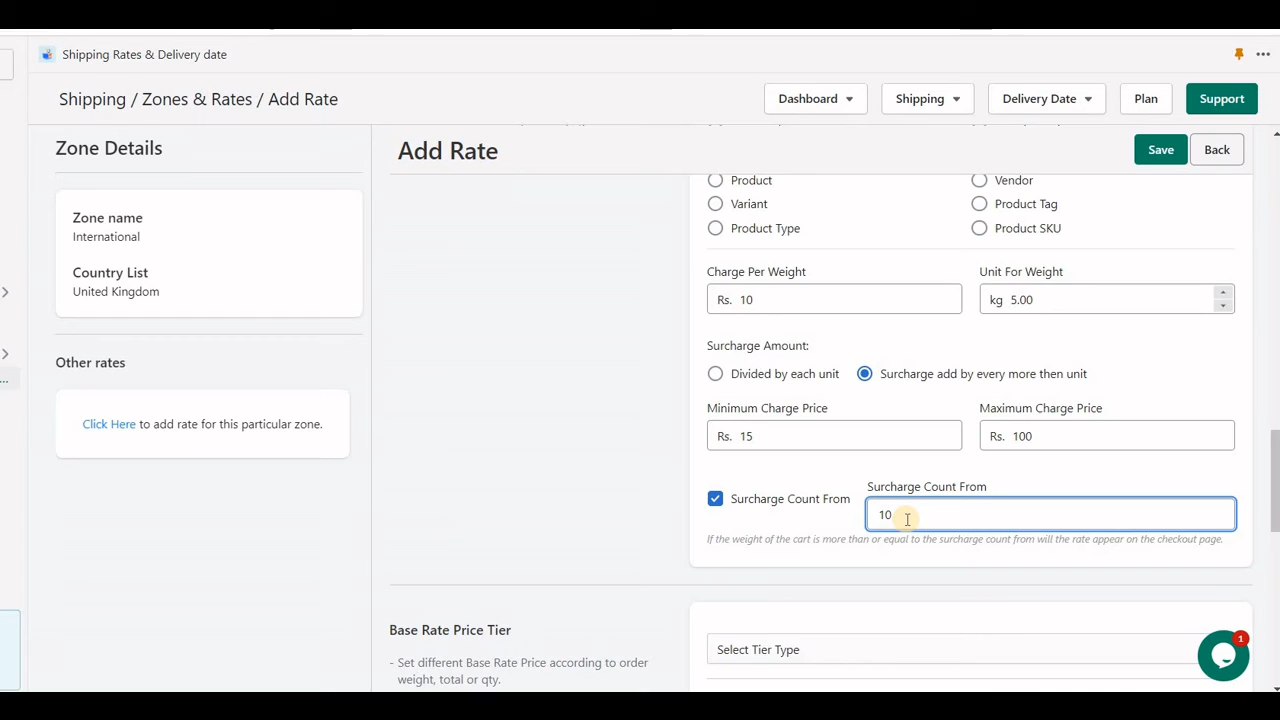 Shipping Rates & Delivery date
Shipping / Zones & Rates / Add Rate
Dashboard
Shipping
Delivery Date
Plan
Support
Zone Details
Zone name
International
Country List
United Kingdom
Other rates
Click Here to add rate for this particular zone.
Add Rate
Save
Back
Product
Vendor
Variant
Product Tag
Product Type
Product SKU
Charge Per Weight
Unit For Weight
Rs. 10
kg 5.00
Surcharge Amount:
Divided by each unit
Surcharge add by every more then unit
Minimum Charge Price
Maximum Charge Price
Rs. 15
Rs. 100
Surcharge Count From
Surcharge Count From
10
If the weight of the cart is more than or equal to the surcharge count from will the rate appear on the checkout page.
Base Rate Price Tier
- Set different Base Rate Price according to order
weight, total or qty.
Select Tier Type
1